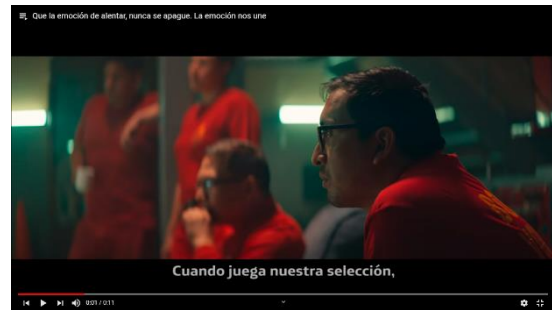 Que la emoción de alentar, nunca se apague. La emoción nos une
Cuando juega nuestra selección,
0:01 / 0:11